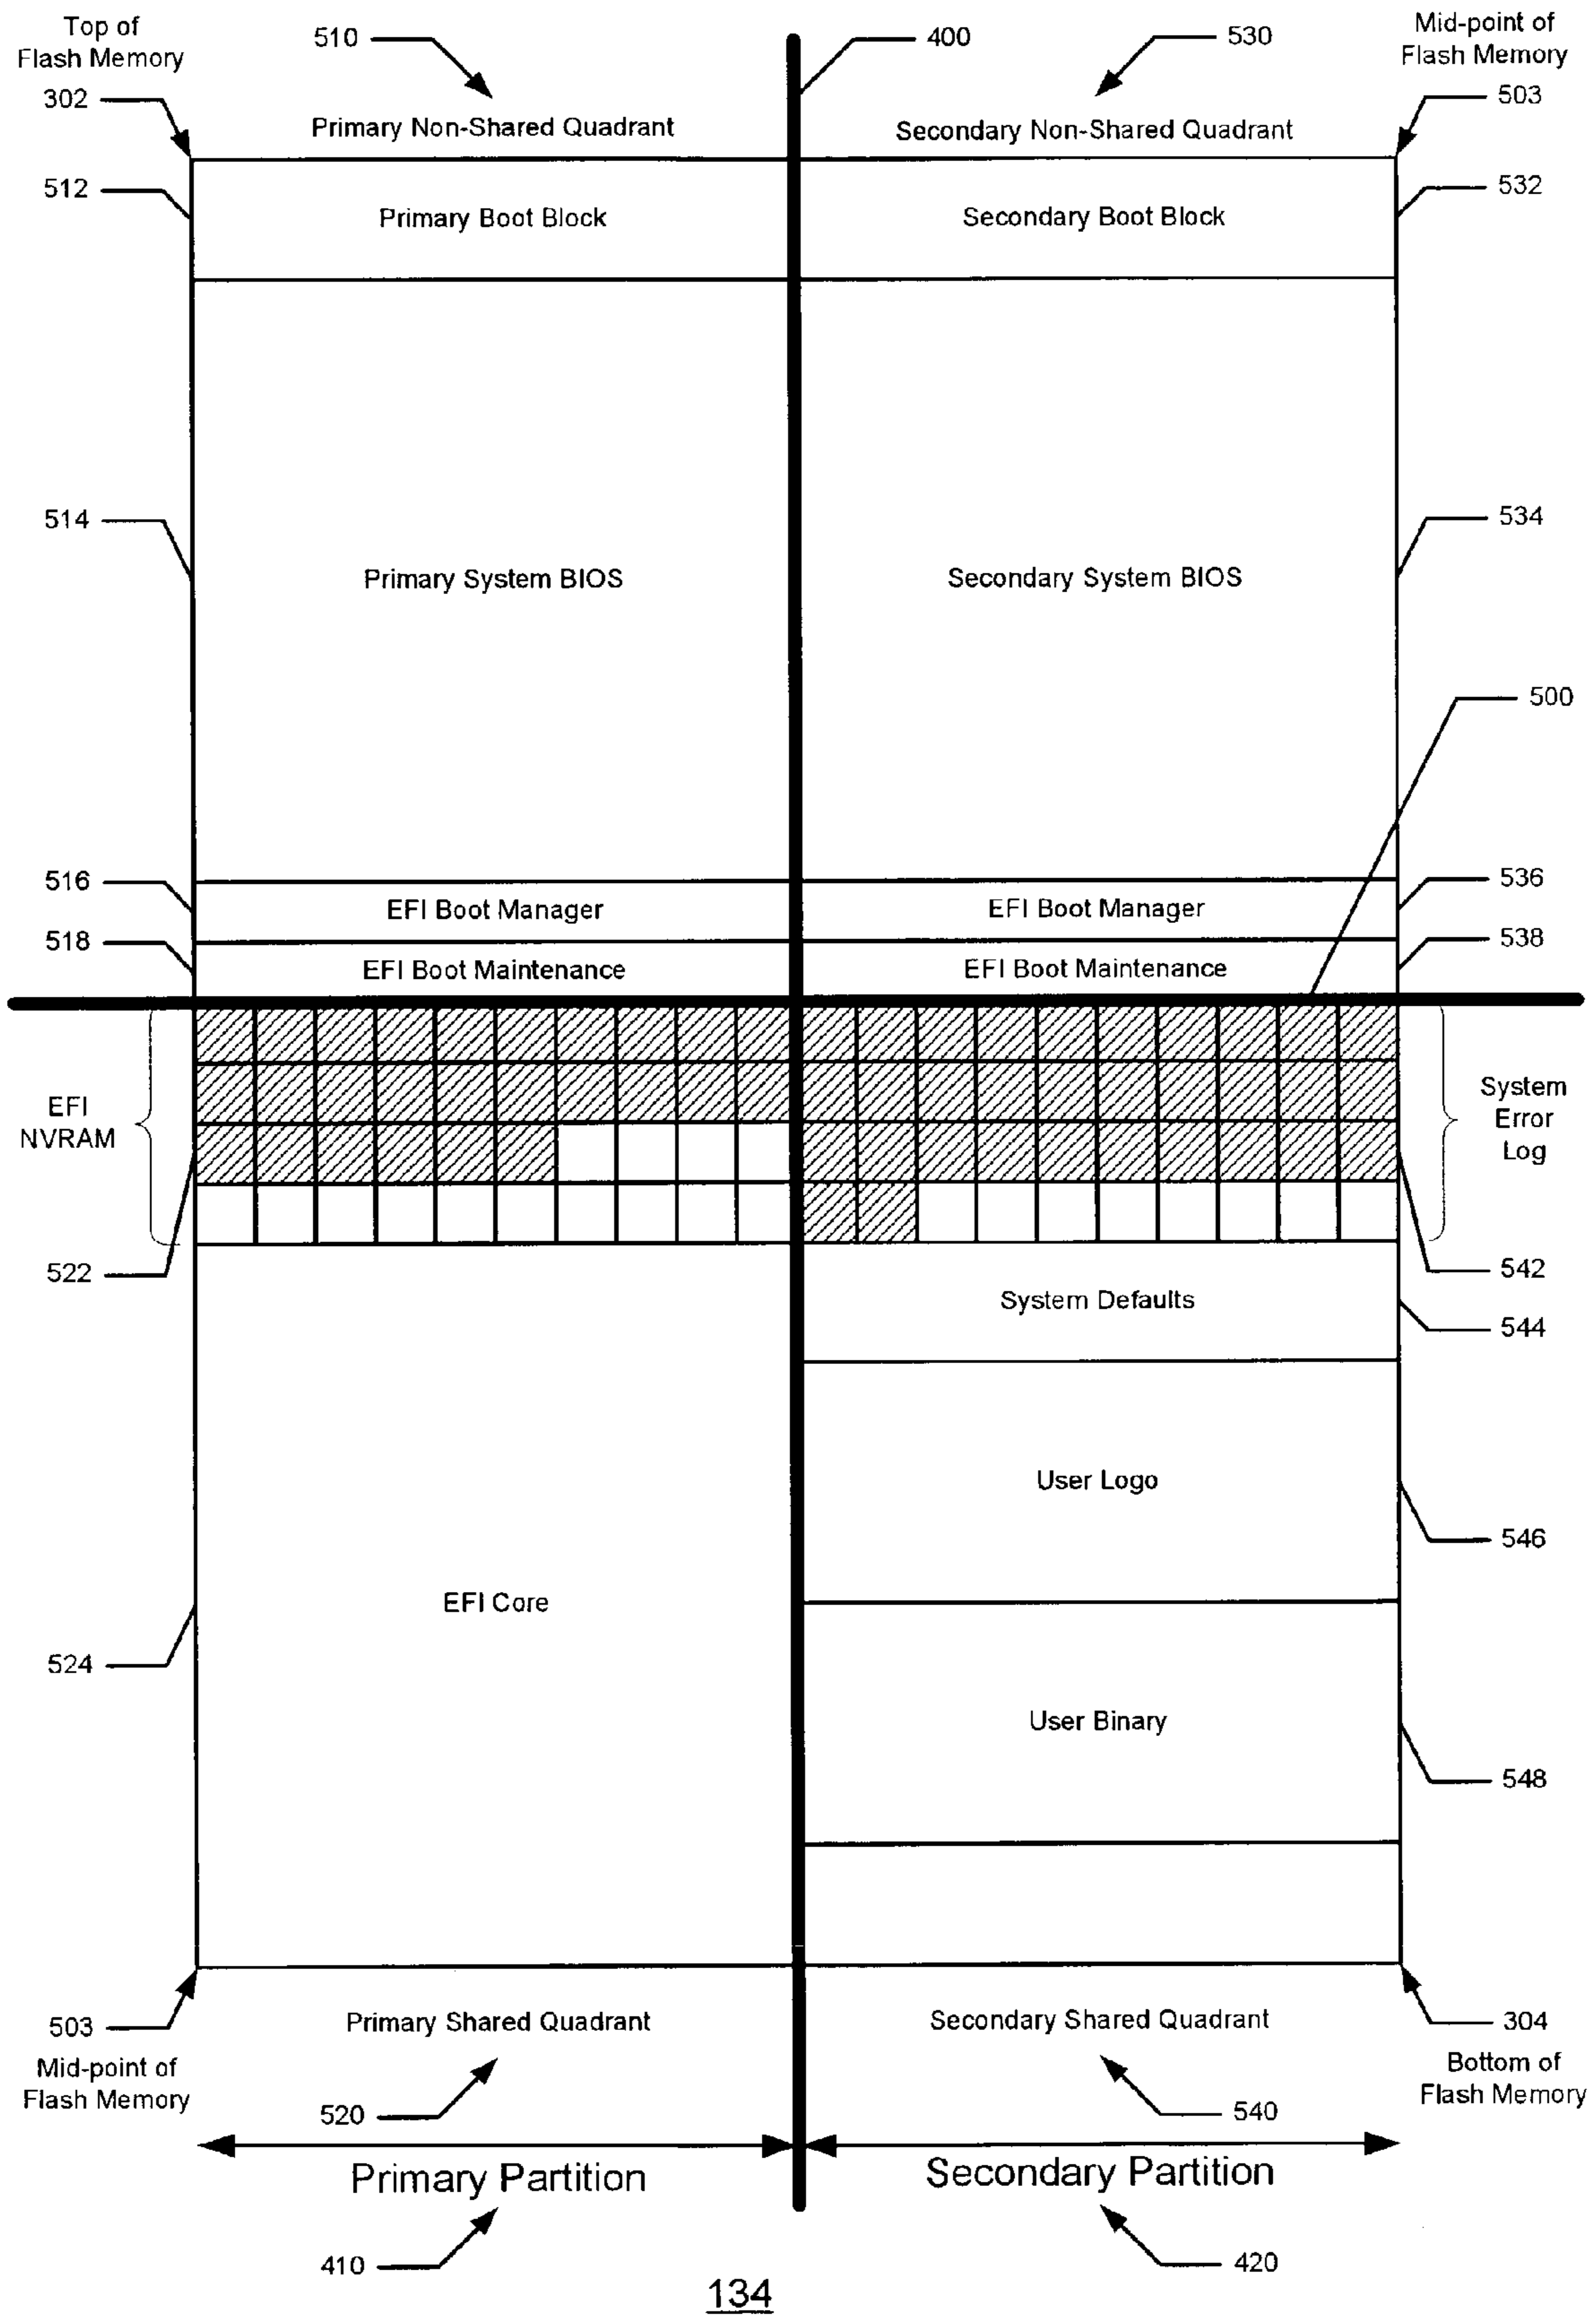 Top of
Flash Memory
510
400
530
Mid-point of
Flash Memory
302
503
Primary Non-Shared Quadrant
Secondary Non-Shared Quadrant
512
532
Primary Boot Block
Secondary Boot Block
514
534
Primary System BIOS
Secondary System BIOS
500
516
536
EFI Boot Manager
EFI Boot Manager
518
538
EFI Boot Maintenance
EFI Boot Maintenance
EFI
NVRAM
System
Error
Log
522
542
System Defaults
544
User Logo
546
EFI Core
524
User Binary
548
503
Primary Shared Quadrant
Secondary Shared Quadrant
304
Mid-point of
Flash Memory
Bottom of
Flash Memory
520
540
Primary Partition
Secondary Partition
410
420
134